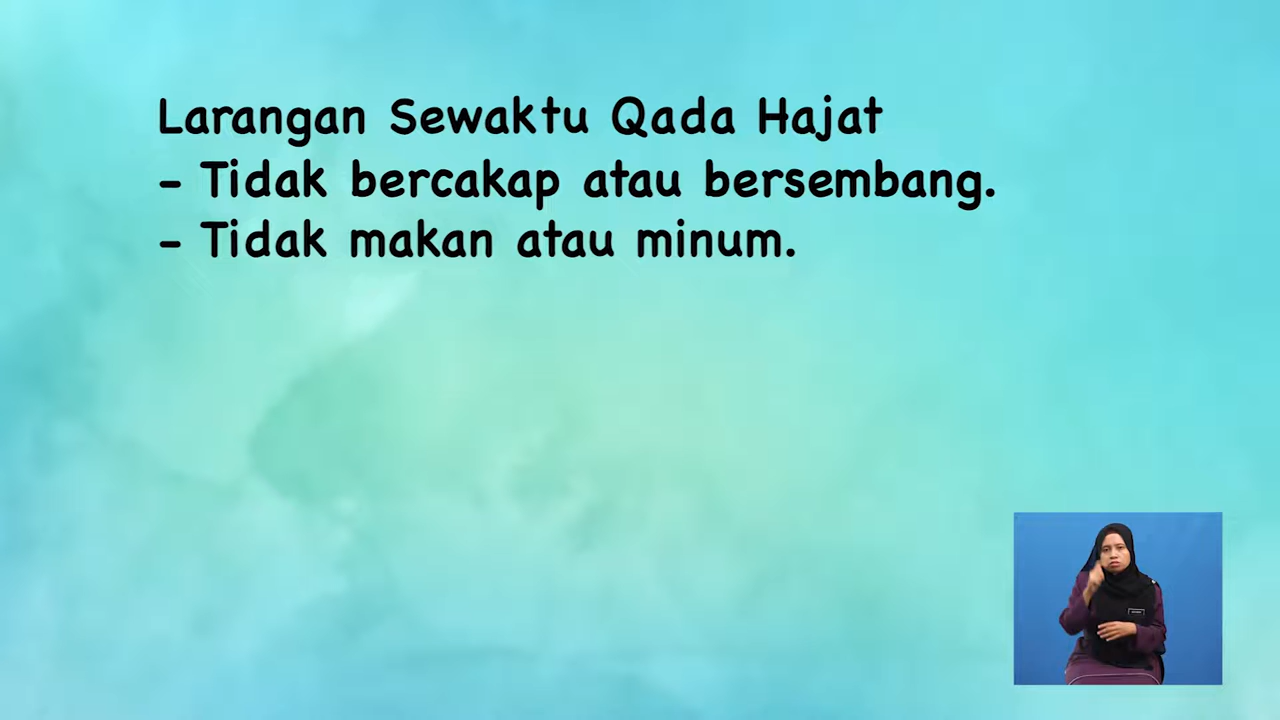 Larangan Sewaktu Qada Hajat
- Tidak bercakap atau bersembang.
- Tidak makan atau minum.